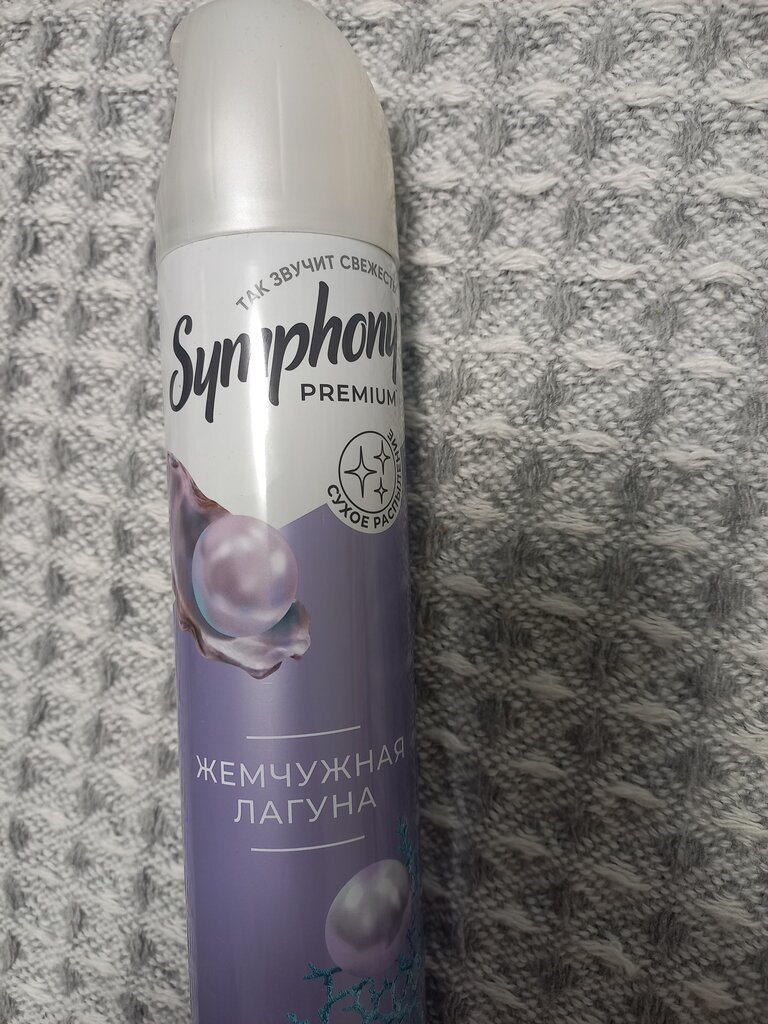 ТАК ЗВУЧИТ СВЕЖЕСТЬ
Symphony
PREMIUM
СУХОЕ РАСПЫЛЕНИЕ
ЖЕМЧУЖНАЯ
ЛАГУНА